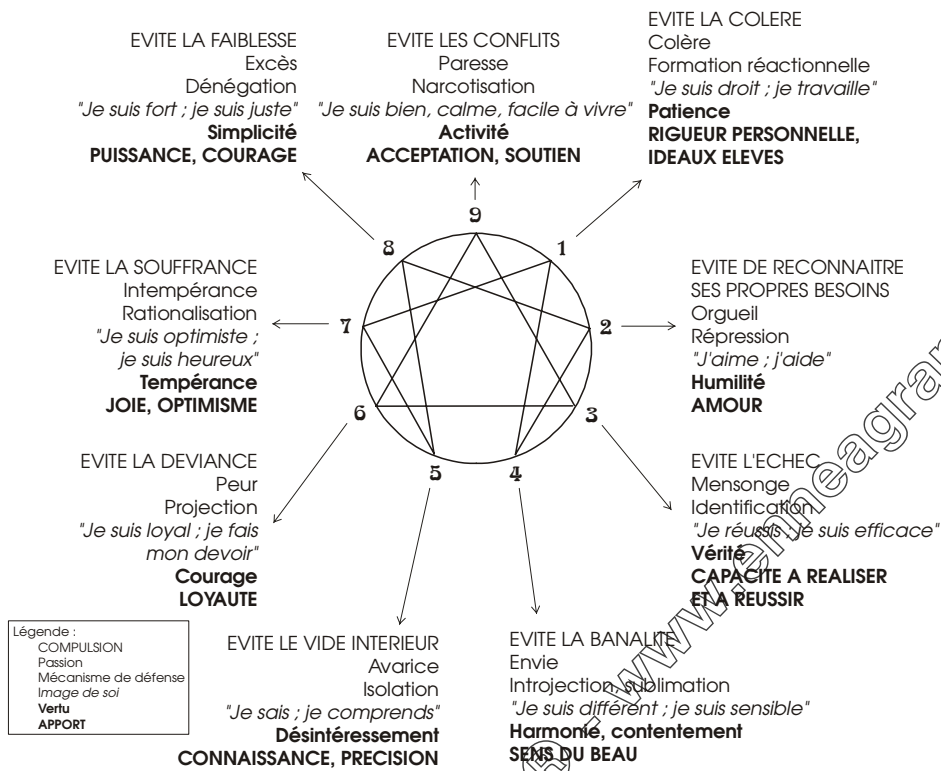 EVITE LA FAIBLESSE
Excès
Dénégation
"Je suis fort ; je suis juste"
Simplicité
PUISSANCE, COURAGE
EVITE LES CONFLITS
Paresse
Narcotisation
"Je suis bien, calme, facile à vivre"
Activité
ACCEPTATION, SOUTIEN
EVITE LA COLERE
Colère
Formation réactionnelle
"Je suis droit ; je travaille"
Patience
RIGUEUR PERSONNELLE,
IDEAUX ELEVES
9
8
1
EVITE LA SOUFFRANCE
Intempérance
Rationalisation
"Je suis optimiste ;
je suis heureux"
Tempérance
JOIE, OPTIMISME
7
2
EVITE DE RECONNAITRE
SES PROPRES BESOINS
Orgueil
Répression
"J'aime ; j'aide"
Humilité
AMOUR
6
3
5
4
EVITE LA DEVIANCE
Peur
Projection
"Je suis loyal ; je fais
mon devoir"
Courage
LOYAUTE
EVITE L'ECHEC
Mensonge
Identification
"Je réussis ; je suis efficace"
Vérité
CAPACITE A REALISER
ET A REUSSIR
Légende :
COMPULSION
Passion
Mécanisme de défense
Image de soi
Vertu
APPORT
EVITE LE VIDE INTERIEUR
Avarice
Isolation
"Je sais ; je comprends"
Désintéressement
CONNAISSANCE, PRECISION
EVITE LA BANALITE
Envie
Introjection, sublimation
"Je suis différent ; je suis sensible"
Harmonie, contentement
SENS DU BEAU
- www.enneagra